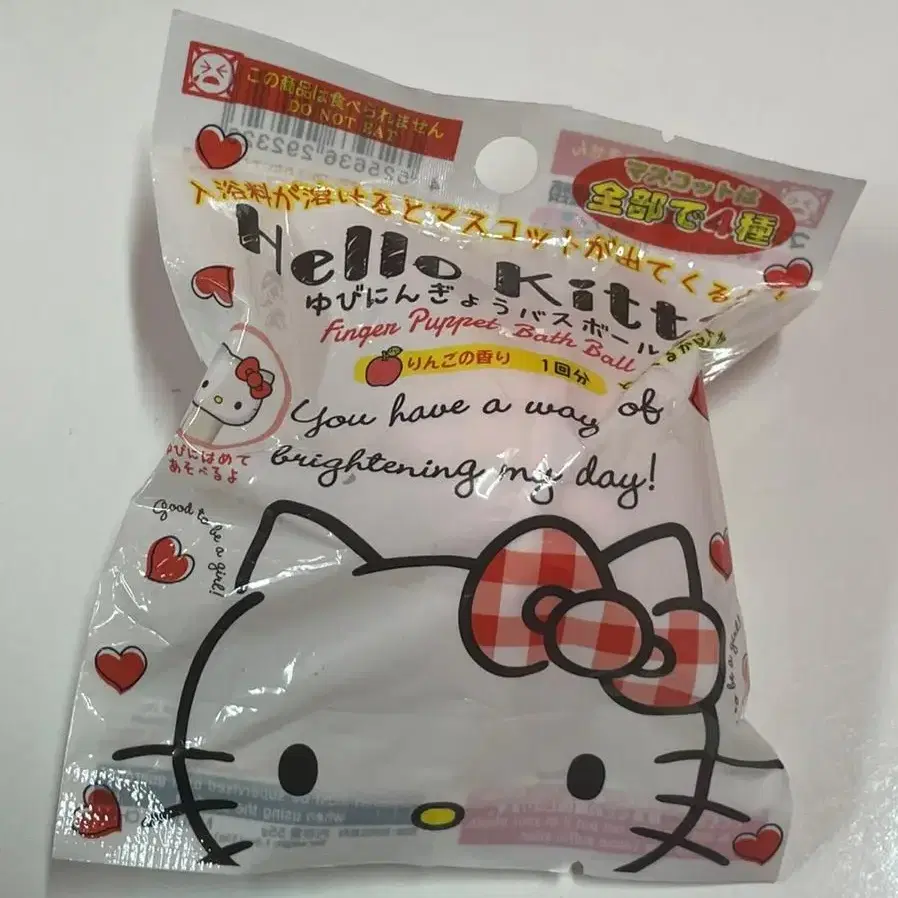 この商品は食べられません
DO NOT EAT
マスコットは
全部で4種
入浴料が溶けるとマスコットが出てくるよ!
Hello Kitty
ゆびにんぎょうバスボール
Finger Puppet Bath Ball
りんごの香り 1回分
You have a way of
brightening my day!
ゆびにはめて
あそべるよ
Good to be a girl!
to be a girl!